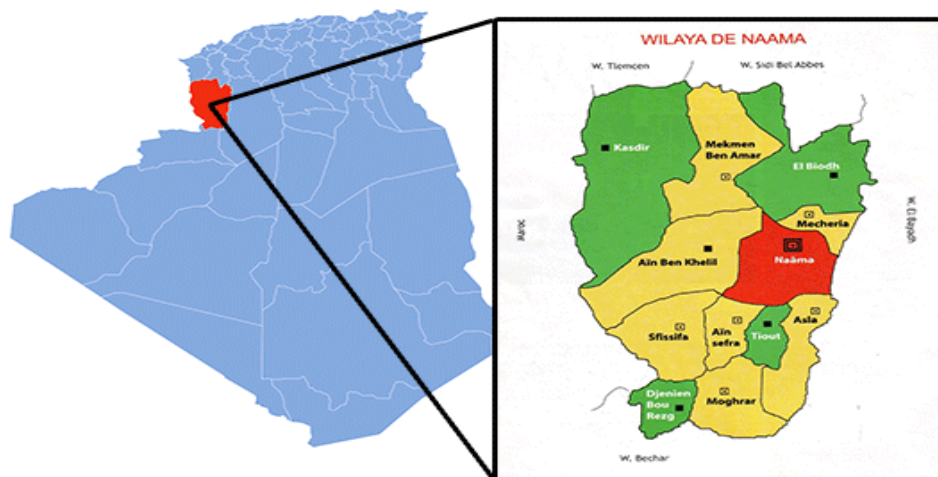 WILAYA DE NAAMA
W. Tlemcen
W. Sidi Bel Abbes
Kasdir
Mekmen
Ben Amar
El Biodh
Maroc
W. El Bayadh
Mecheria
Naâma
Aïn Ben Khelil
Sfissifa
Aïn
sefra
Tiout
Asla
Djenien
Bou
Rezg
Moghrar
W. Bechar